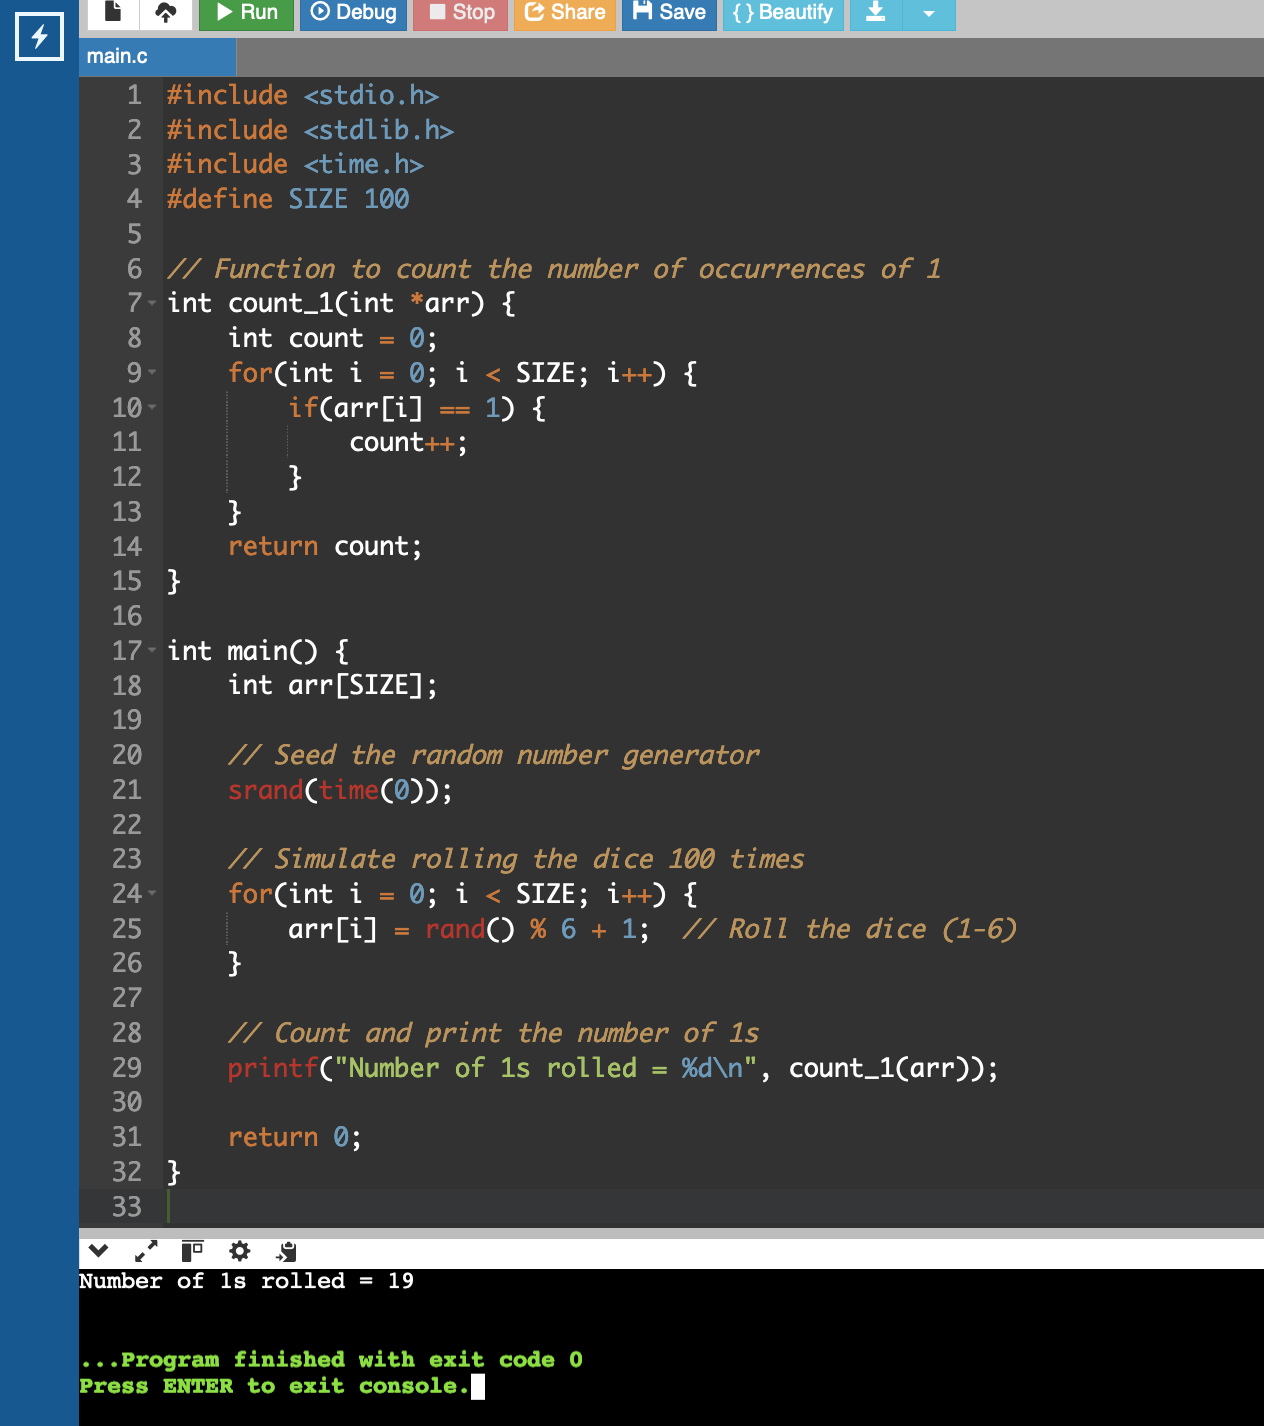 Run Debug Stop Share Save { } Beautify
main.c
1 #include <stdio.h>
2 #include <stdlib.h>
3 #include <time.h>
4 #define SIZE 100
5
6 // Function to count the number of occurrences of 1
7 int count_1(int *arr) {
8     int count = 0;
9     for(int i = 0; i < SIZE; i++) {
10         if(arr[i] == 1) {
11             count++;
12         }
13     }
14     return count;
15 }
16
17 int main() {
18     int arr[SIZE];
19
20     // Seed the random number generator
21     srand(time(0));
22
23     // Simulate rolling the dice 100 times
24     for(int i = 0; i < SIZE; i++) {
25         arr[i] = rand() % 6 + 1;  // Roll the dice (1-6)
26     }
27
28     // Count and print the number of 1s
29     printf("Number of 1s rolled = %d\n", count_1(arr));
30
31     return 0;
32 }
33
Number of 1s rolled = 19
...Program finished with exit code 0
Press ENTER to exit console.